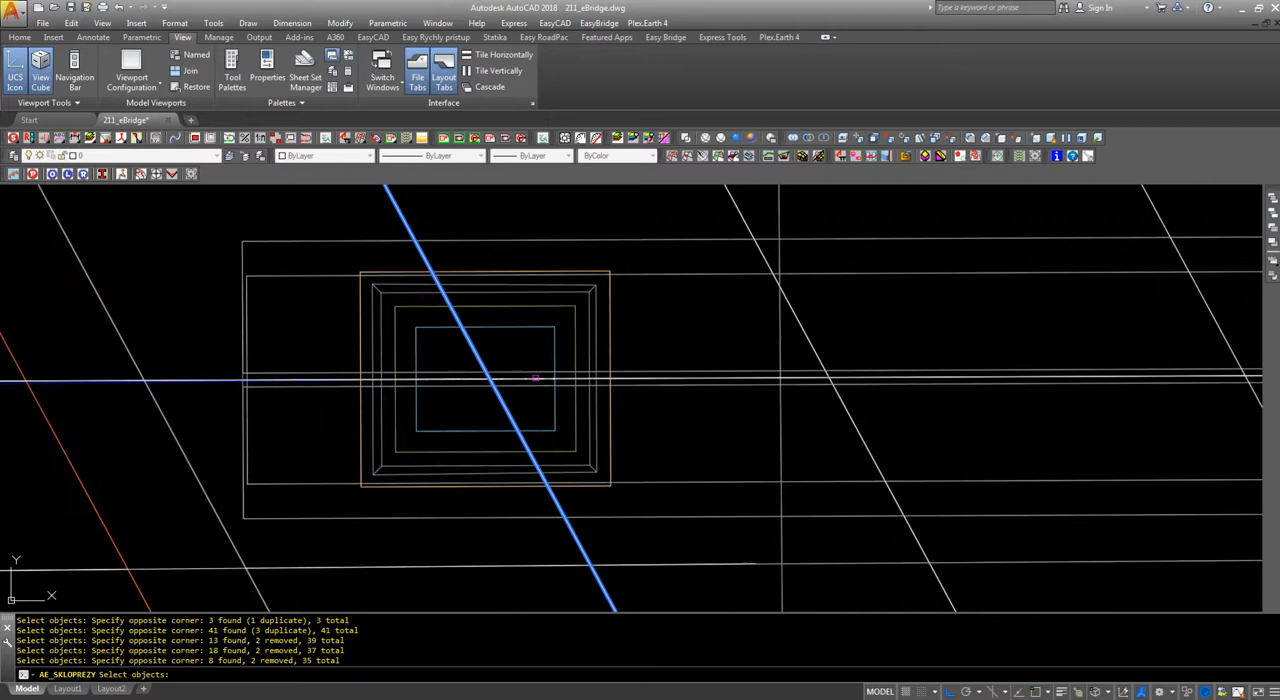 Autodesk AutoCAD 2018   211_eBridge.dwg
Type a keyword or phrase
Sign In
File Edit View Insert Format Tools Draw Dimension Modify Parametric Window Help Express EasyCAD EasyBridge Plex.Earth 4
Home Insert Annotate Parametric View Manage Output Add-ins A360 EasyCAD Easy Rychly pristup Statika Easy RoadPac Featured Apps Easy Bridge Express Tools Plex.Earth 4
UCS Icon
View Cube
Navigation Bar
Viewport Configuration
Named
Join
Restore
Tool Palettes
Properties
Sheet Set Manager
Switch Windows
File Tabs
Layout Tabs
Tile Horizontally
Tile Vertically
Cascade
Viewport Tools Model Viewports Palettes Interface
Start 211_eBridge*
0 ByLayer ByLayer ByLayer ByColor
Y
X
Select objects: Specify opposite corner: 3 found (1 duplicate), 3 total
Select objects: Specify opposite corner: 41 found (3 duplicate), 41 total
Select objects: Specify opposite corner: 13 found, 2 removed, 39 total
Select objects: Specify opposite corner: 18 found, 2 removed, 37 total
Select objects: Specify opposite corner: 8 found, 2 removed, 35 total
AE_SKLOPREZY Select objects:
Model Layout1 Layout2 +
MODEL 1:1